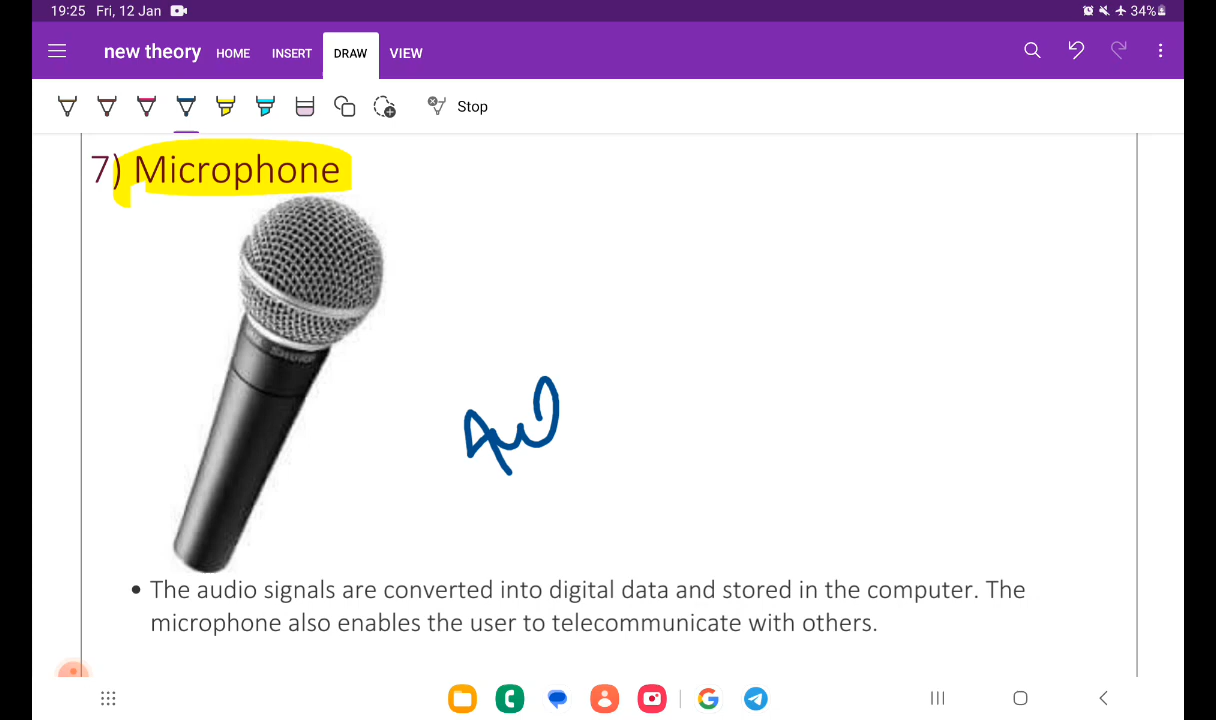 19:25 Fri, 12 Jan 34%
new theory HOME INSERT DRAW VIEW
Stop
7) Microphone
• The audio signals are converted into digital data and stored in the computer. The
microphone also enables the user to telecommunicate with others.